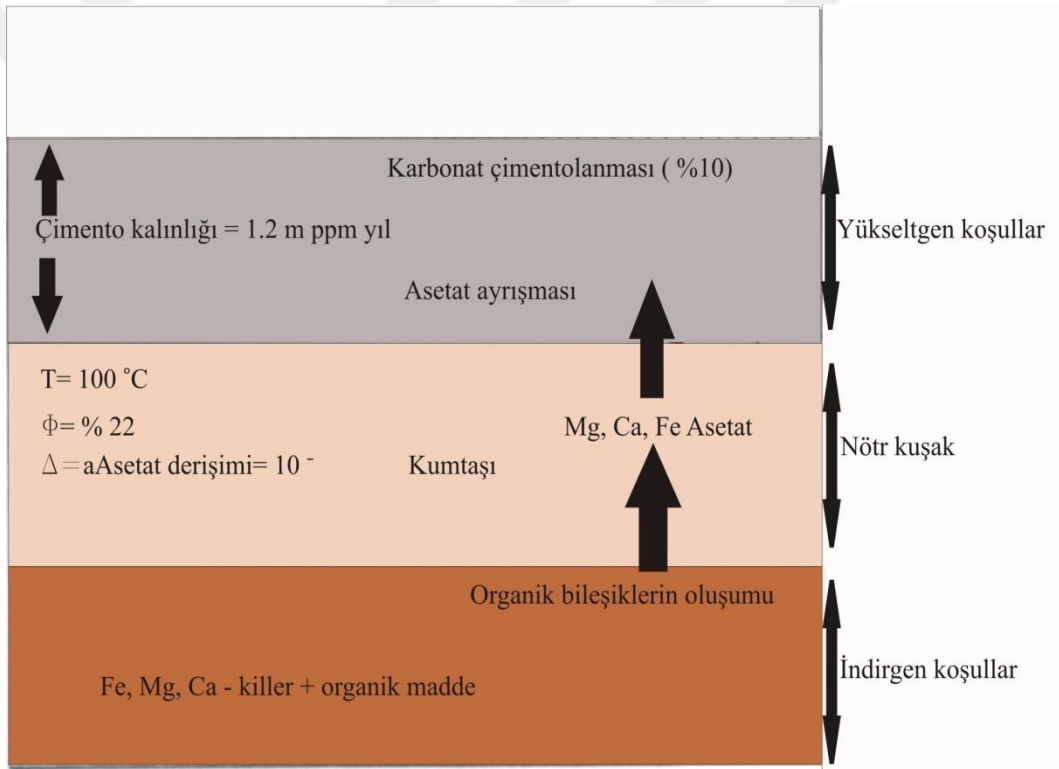 Karbonat çimentolanması ( %10)
Çimento kalınlığı = 1.2 m ppm yıl
Yükseltgen koşullar
Asetat ayrışması
T= 100 °C
Φ= % 22
Mg, Ca, Fe Asetat
Δ=aAsetat derişimi= 10 -
Kumtaşı
Nötr kuşak
Organik bileşiklerin oluşumu
Fe, Mg, Ca - killer + organik madde
İndirgen koşullar